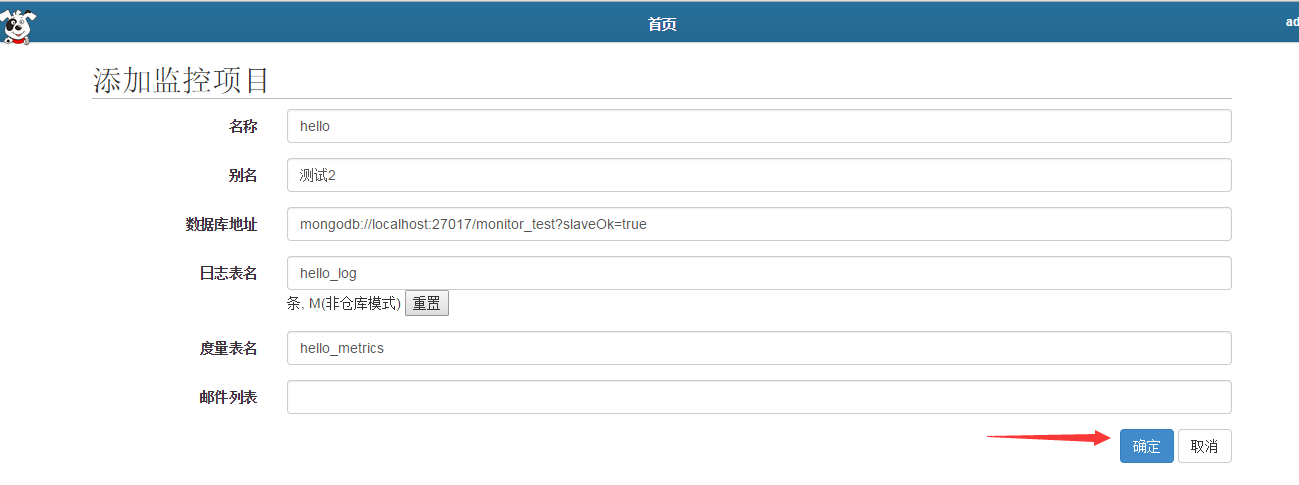 首页
ad
添加监控项目
名称 hello
别名 测试2
数据库地址 mongodb://localhost:27017/monitor_test?slaveOk=true
日志表名 hello_log
条, M(非仓库模式) 重置
度量表名 hello_metrics
邮件列表
确定 取消